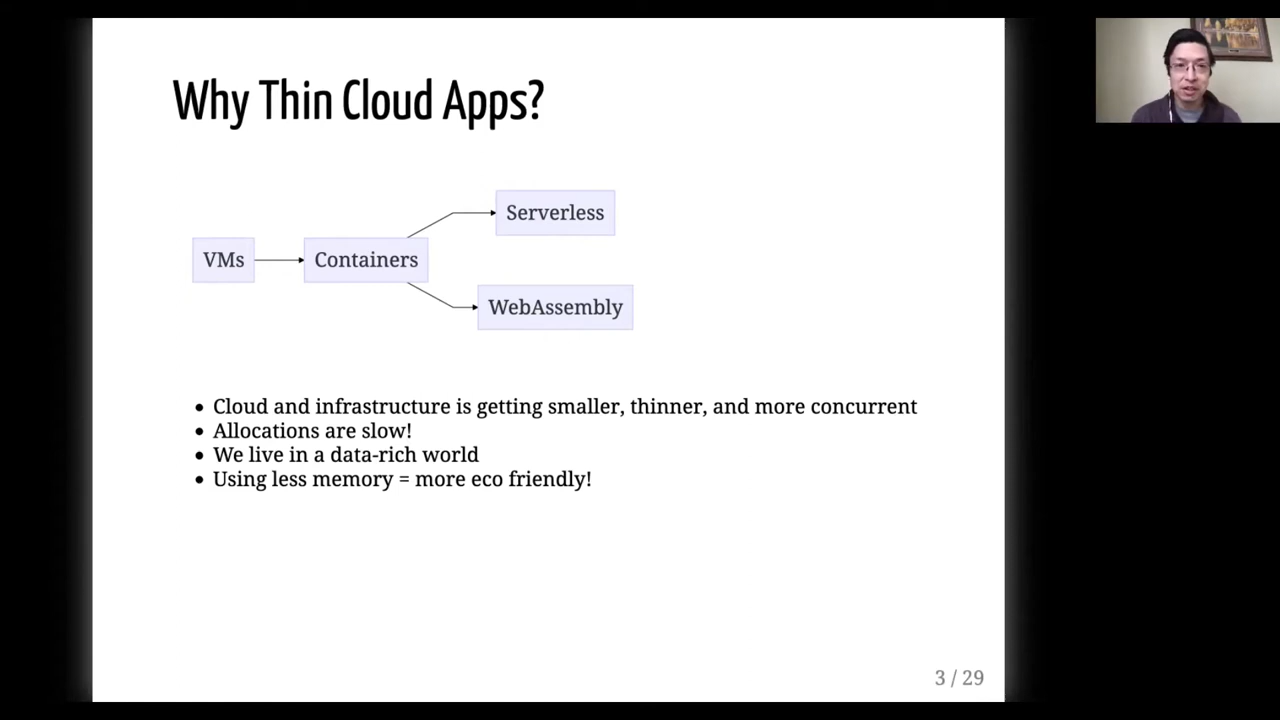 Why Thin Cloud Apps?
Serverless
VMs
Containers
WebAssembly
• Cloud and infrastructure is getting smaller, thinner, and more concurrent
• Allocations are slow!
• We live in a data-rich world
• Using less memory = more eco friendly!
3 / 29